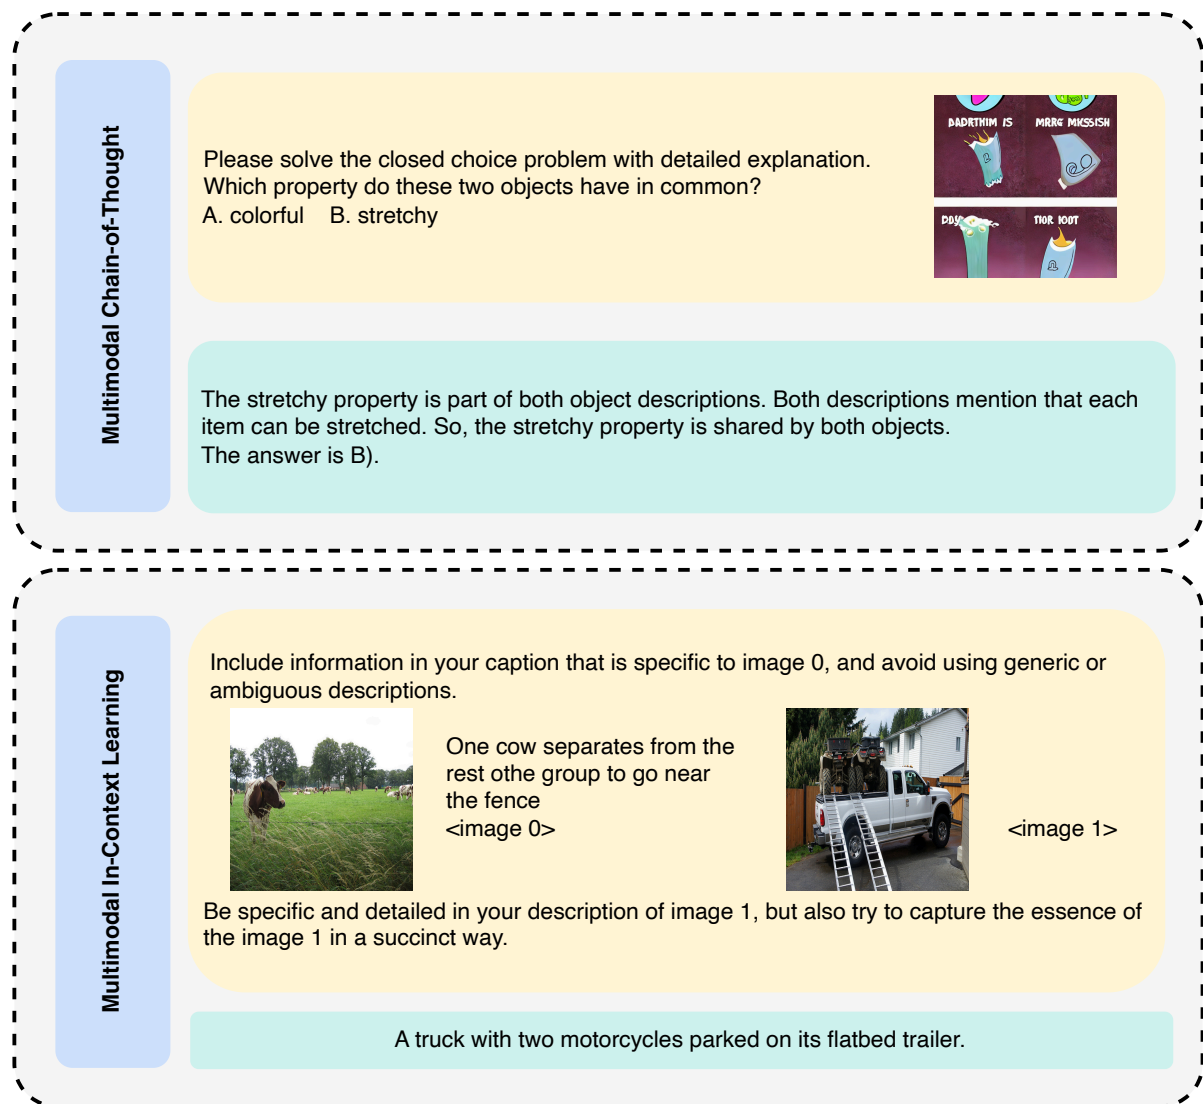 Multimodal Chain-of-Thought
Please solve the closed choice problem with detailed explanation.
Which property do these two objects have in common?
A. colorful B. stretchy
DADRTHIM IS
MRRG MICSSISH
TIOR IODT
The stretchy property is part of both object descriptions. Both descriptions mention that each
item can be stretched. So, the stretchy property is shared by both objects.
The answer is B).
Multimodal In-Context Learning
Include information in your caption that is specific to image 0, and avoid using generic or
ambiguous descriptions.
One cow separates from the
rest othe group to go near
the fence
<image 0>
<image 1>
Be specific and detailed in your description of image 1, but also try to capture the essence of
the image 1 in a succinct way.
A truck with two motorcycles parked on its flatbed trailer.